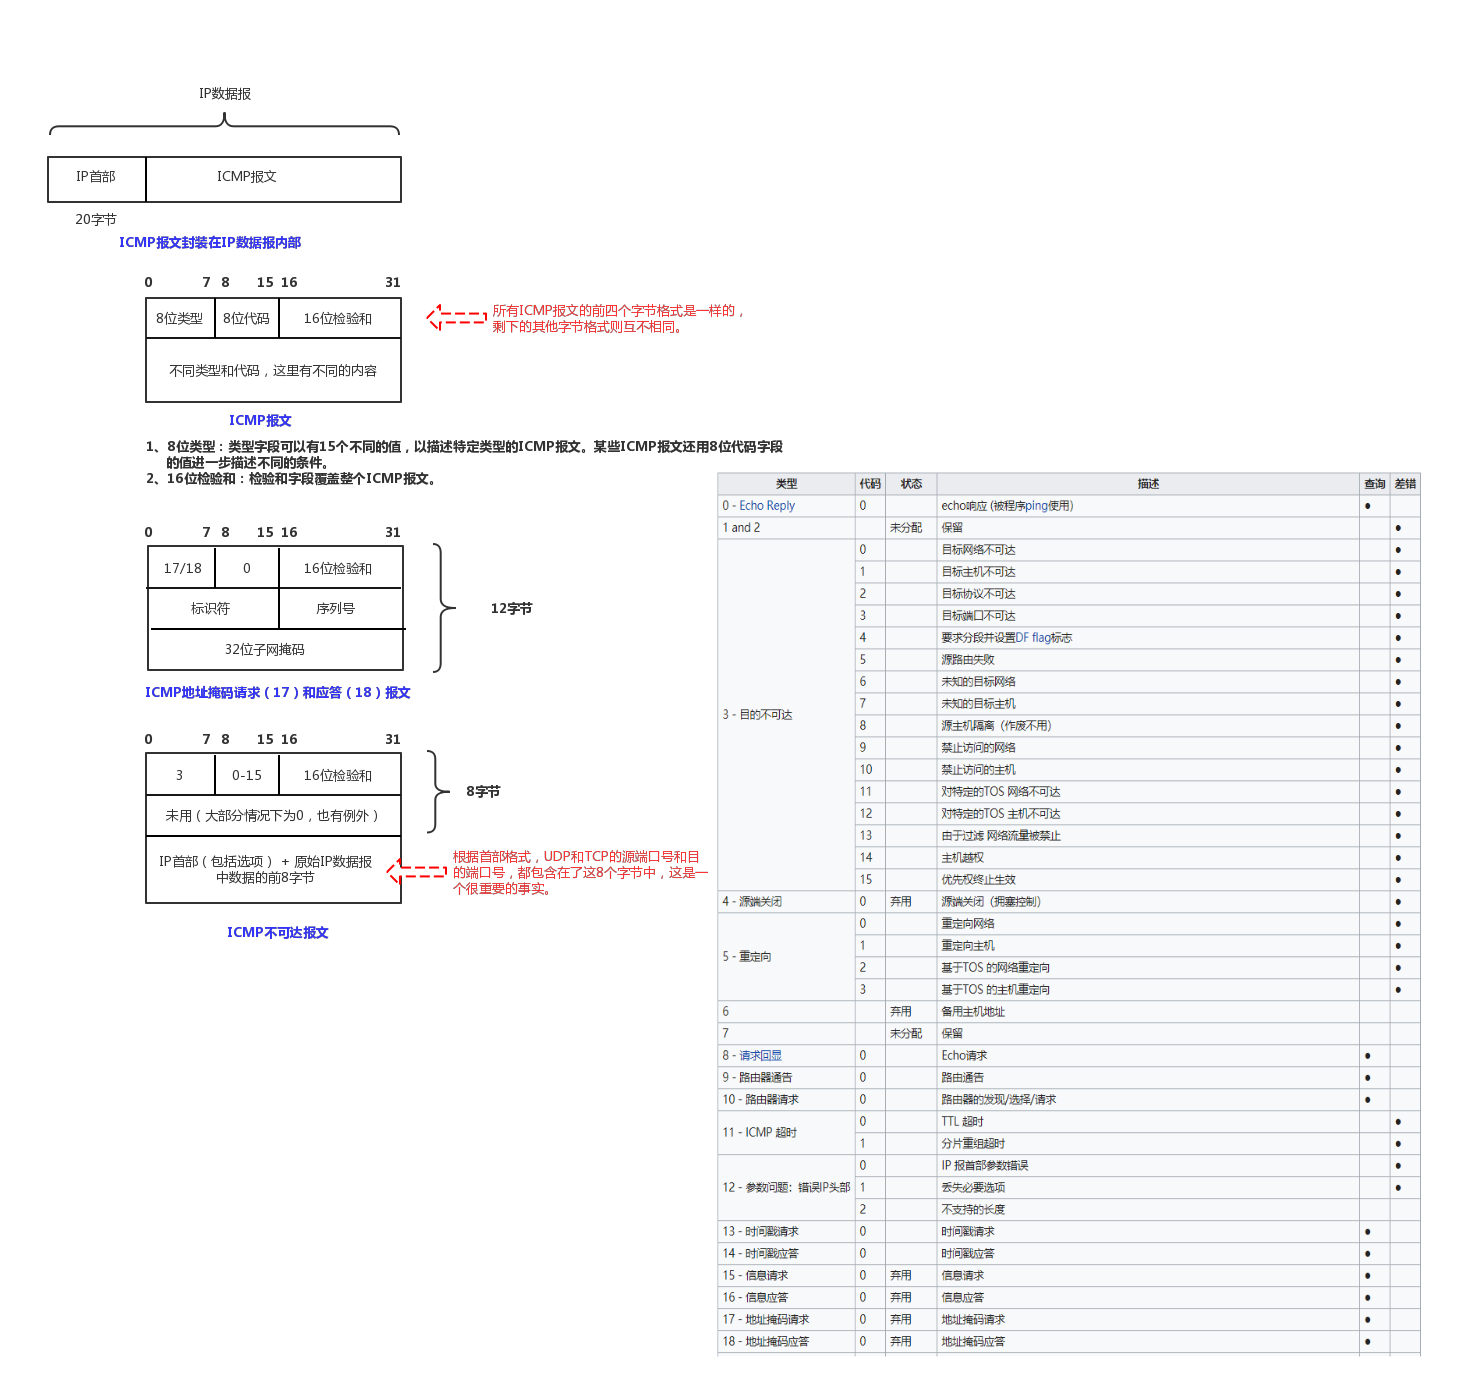 IP数据报
IP首部 ICMP报文
20字节
ICMP报文封装在IP数据报内部
0 7 8 15 16 31
8位类型 8位代码 16位检验和
所有ICMP报文的前四个字节格式是一样的，
剩下的其他字节格式则互不相同。
不同类型和代码，这里有不同的内容
ICMP报文
1、8位类型：类型字段可以有15个不同的值，以描述特定类型的ICMP报文。某些ICMP报文还用8位代码字段
的值进一步描述不同的条件。
2、16位检验和：检验和字段覆盖整个ICMP报文。
0 7 8 15 16 31
17/18 0 16位检验和
标识符 序列号
32位子网掩码
12字节
ICMP地址掩码请求（17）和应答（18）报文
0 7 8 15 16 31
3 0-15 16位检验和
未用（大部分情况下为0，也有例外）
8字节
IP首部（包括选项） + 原始IP数据报
中数据的前8字节
根据首部格式，UDP和TCP的源端口号和目
的端口号，都包含在了这8个字节中，这是一
个很重要的事实。
ICMP不可达报文
类型 代码 状态 描述 查询 差错
0 - Echo Reply 0 echo响应 (被程序ping使用) ●
1 and 2 未分配 保留 ●
3 - 目的不可达
0 目标网络不可达 ●
1 目标主机不可达 ●
2 目标协议不可达 ●
3 目标端口不可达 ●
4 要求分段并设置DF flag标志 ●
5 源路由失败 ●
6 未知的目标网络 ●
7 未知的目标主机 ●
8 源主机隔离（作废不用） ●
9 禁止访问的网络 ●
10 禁止访问的主机 ●
11 对特定的TOS 网络不可达 ●
12 对特定的TOS 主机不可达 ●
13 由于过滤 网络流量被禁止 ●
14 主机越权 ●
15 优先权终止生效 ●
4 - 源端关闭 0 弃用 源端关闭（拥塞控制） ●
5 - 重定向
0 重定向网络 ●
1 重定向主机 ●
2 基于TOS 的网络重定向 ●
3 基于TOS 的主机重定向 ●
6 弃用 备用主机地址
7 未分配 保留
8 - 请求回显 0 Echo请求 ●
9 - 路由器通告 0 路由通告 ●
10 - 路由器请求 0 路由器的发现/选择/请求 ●
11 - ICMP 超时
0 TTL 超时 ●
1 分片重组超时 ●
12 - 参数问题：错误IP头部
0 IP 报首部参数错误 ●
1 丢失必要选项 ●
2 不支持的长度
13 - 时间戳请求 0 时间戳请求 ●
14 - 时间戳应答 0 时间戳应答 ●
15 - 信息请求 0 弃用 信息请求 ●
16 - 信息应答 0 弃用 信息应答 ●
17 - 地址掩码请求 0 弃用 地址掩码请求 ●
18 - 地址掩码应答 0 弃用 地址掩码应答 ●